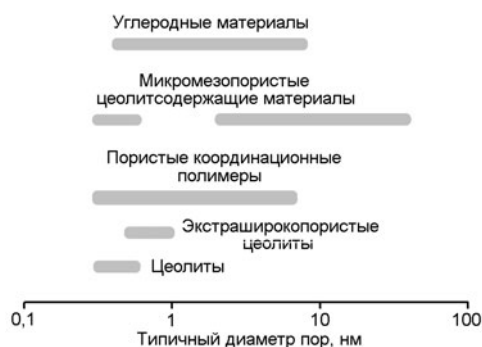 Углеродные материалы
Микромезопористые
цеолитсодержащие материалы
Пористые координационные
полимеры
Экстраширокопористые
цеолиты
Цеолиты
0,1 1 10 100
Типичный диаметр пор, нм